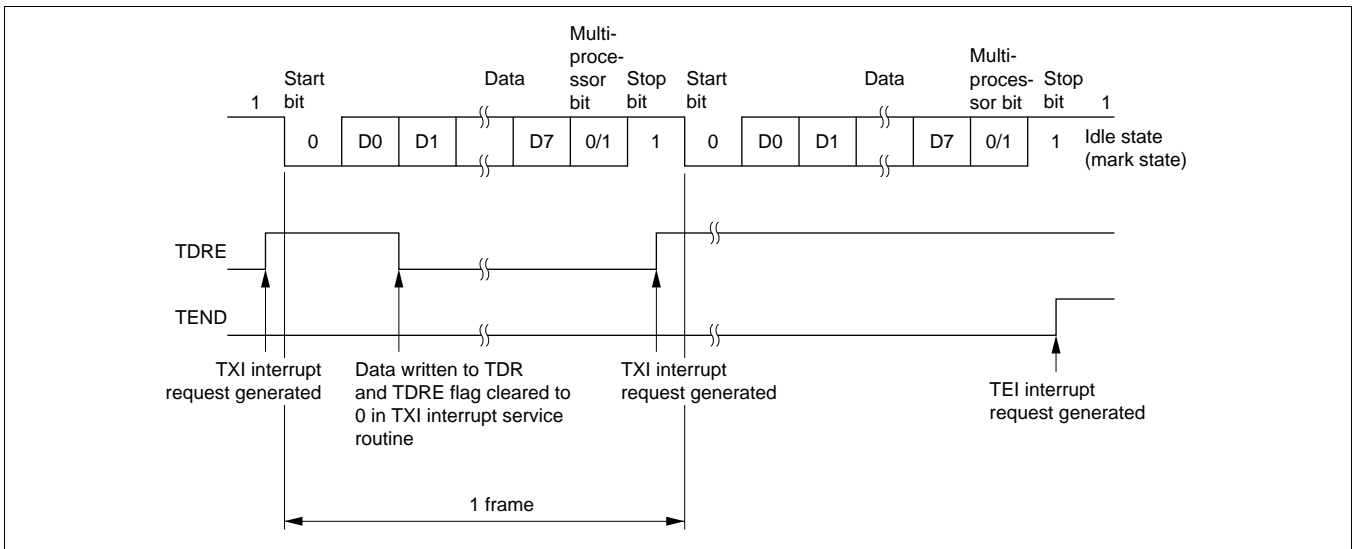 Multi-
proce-
ssor
bit
Start
bit
Data
Stop
bit
Start
bit
Data
Multi-
proces-
sor bit
Stop
bit
1
1
0
D0
D1
D7
0/1
1
0
D0
D1
D7
0/1
1
Idle state
(mark state)
TDRE
TEND
TXI interrupt
request generated
Data written to TDR
and TDRE flag cleared to
0 in TXI interrupt service
routine
TXI interrupt
request generated
TEI interrupt
request generated
1 frame